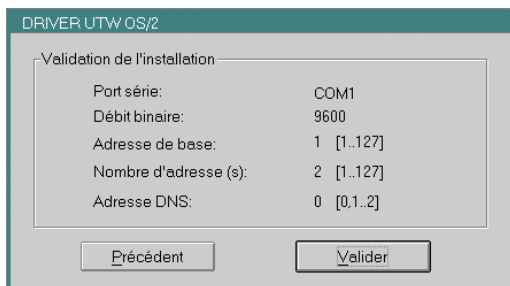 DRIVER UTW OS/2
Validation de l'installation
Port série: COM1
Débit binaire: 9600
Adresse de base: 1 [1..127]
Nombre d'adresse (s): 2 [1..127]
Adresse DNS: 0 [0,1..2]
Précédent Valider